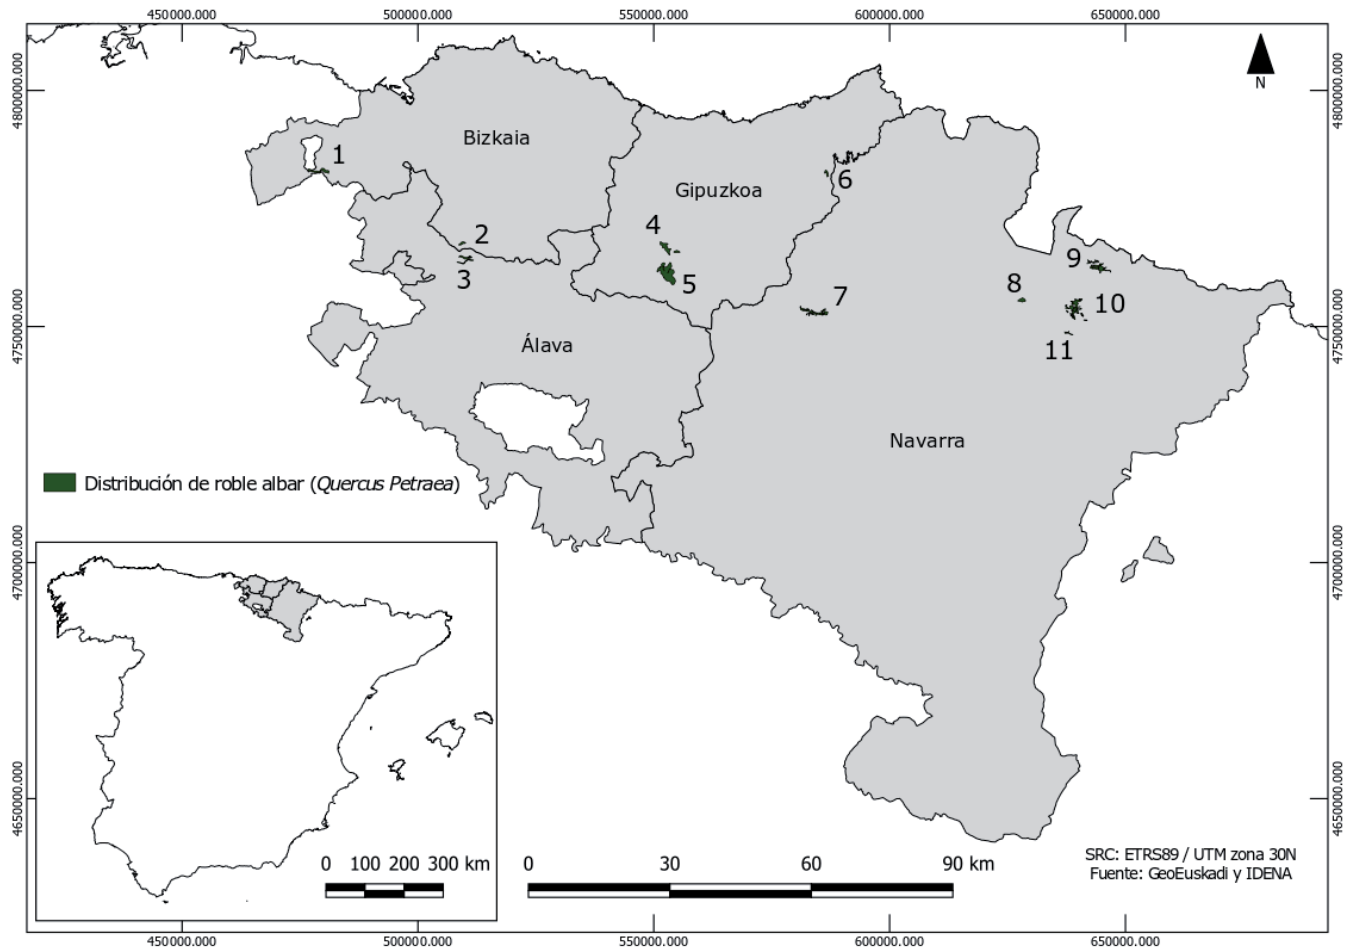 450000.000 500000.000 550000.000 600000.000 650000.000
4800000.000
4800000.000
N
Bizkaia
1
Gipuzkoa
6
4
2
3
5
9
8
10
7
11
4750000.000
4750000.000
Álava
Navarra
Distribución de roble albar (Quercus Petraea)
4700000.000
4700000.000
4650000.000
4650000.000
0 100 200 300 km
0 30 60 90 km
SRC: ETRS89 / UTM zona 30N
Fuente: GeoEuskadi y IDENA
450000.000 500000.000 550000.000 600000.000 650000.000